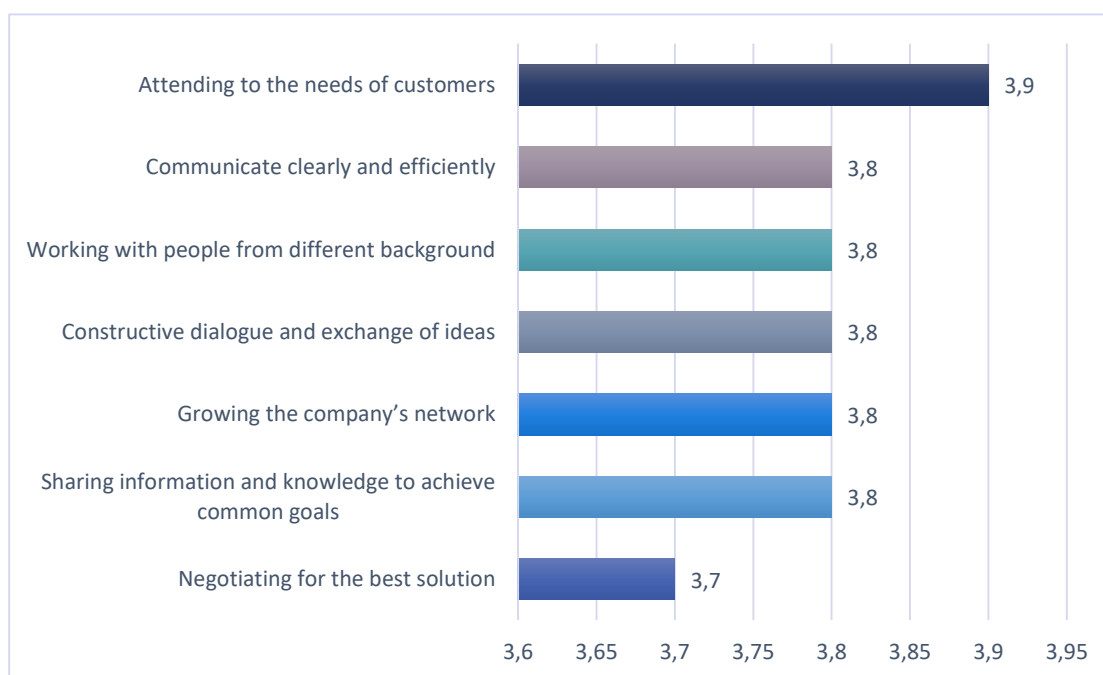 Attending to the needs of customers
3,9
Communicate clearly and efficiently
3,8
Working with people from different background
3,8
Constructive dialogue and exchange of ideas
3,8
Growing the company’s network
3,8
Sharing information and knowledge to achieve
common goals
3,8
Negotiating for the best solution
3,7
3,6 3,65 3,7 3,75 3,8 3,85 3,9 3,95